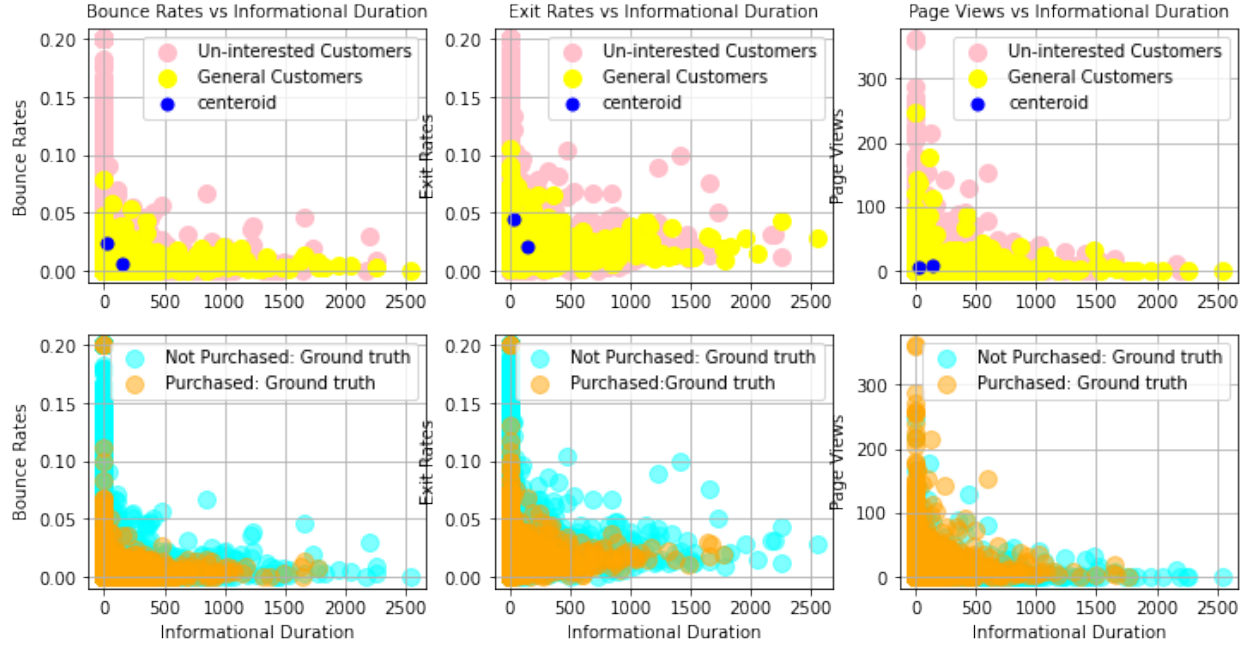 Bounce Rates vs Informational Duration
0.20
0.15
0.10
0.05
0.00
Bounce Rates
Un-interested Customers
General Customers
centeroid
0 500 1000 1500 2000 2500
Exit Rates vs Informational Duration
0.20
0.15
0.10
0.05
0.00
Exit Rates
Un-interested Customers
General Customers
centeroid
0 500 1000 1500 2000 2500
Page Views vs Informational Duration
300
200
100
0
Page Views
Un-interested Customers
General Customers
centeroid
0 500 1000 1500 2000 2500
0.20
0.15
0.10
0.05
0.00
Bounce Rates
Not Purchased: Ground truth
Purchased: Ground truth
0 500 1000 1500 2000 2500
Informational Duration
0.20
0.15
0.10
0.05
0.00
Exit Rates
Not Purchased: Ground truth
Purchased:Ground truth
0 500 1000 1500 2000 2500
Informational Duration
300
200
100
0
Page Views
Not Purchased: Ground truth
Purchased: Ground truth
0 500 1000 1500 2000 2500
Informational Duration